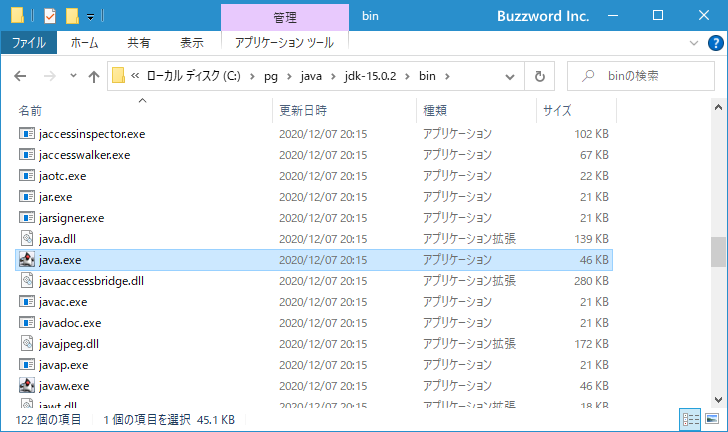 管理 bin Buzzword Inc.
ファイル ホーム 共有 表示 アプリケーション ツール
« ローカル ディスク (C:) > pg > java > jdk-15.0.2 > bin > binの検索
名前 更新日時 種類 サイズ
jaccessinspector.exe 2020/12/07 20:15 アプリケーション 102 KB
jaccesswalker.exe 2020/12/07 20:15 アプリケーション 67 KB
jaotc.exe 2020/12/07 20:15 アプリケーション 22 KB
jar.exe 2020/12/07 20:15 アプリケーション 21 KB
jarsigner.exe 2020/12/07 20:15 アプリケーション 21 KB
java.dll 2020/12/07 20:15 アプリケーション拡張 139 KB
java.exe 2020/12/07 20:15 アプリケーション 46 KB
javaaccessbridge.dll 2020/12/07 20:15 アプリケーション拡張 280 KB
javac.exe 2020/12/07 20:15 アプリケーション 21 KB
javadoc.exe 2020/12/07 20:15 アプリケーション 21 KB
javajpeg.dll 2020/12/07 20:15 アプリケーション拡張 172 KB
javap.exe 2020/12/07 20:15 アプリケーション 21 KB
javaw.exe 2020/12/07 20:15 アプリケーション 46 KB
jawt.dll 2020/12/07 20:15 アプリケーション拡張 18 KB
122 個の項目 1 個の項目を選択 45.1 KB